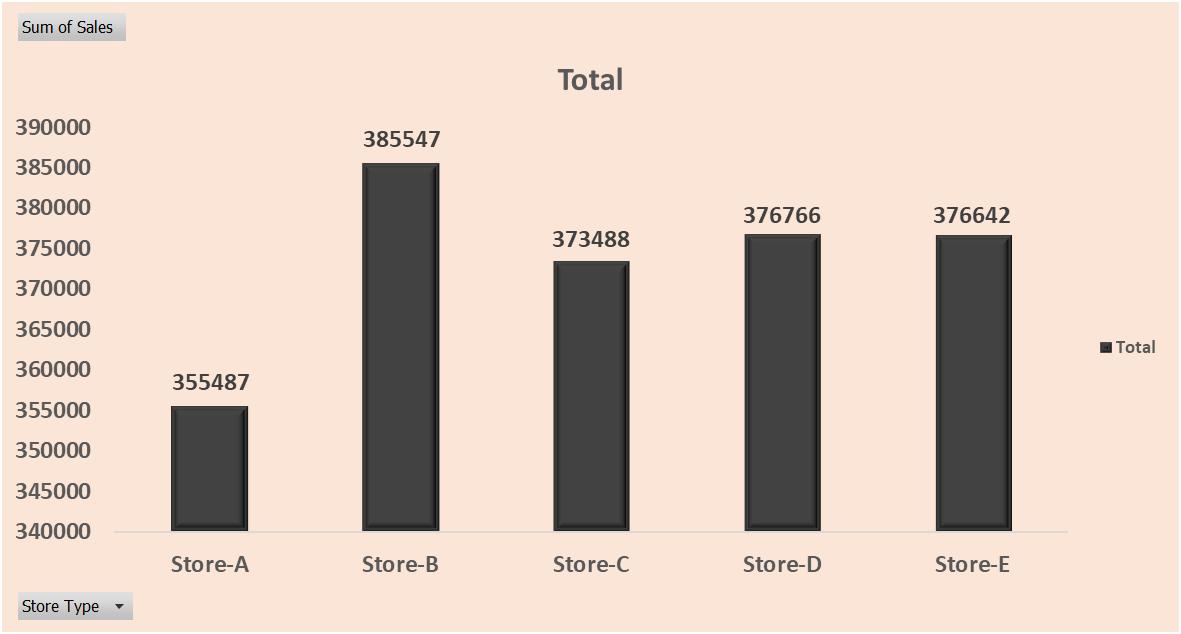 Sum of Sales
Total
390000
385000
380000
375000
370000
365000
360000
355000
350000
345000
340000
355487
385547
373488
376766
376642
Store-A
Store-B
Store-C
Store-D
Store-E
Total
Store Type